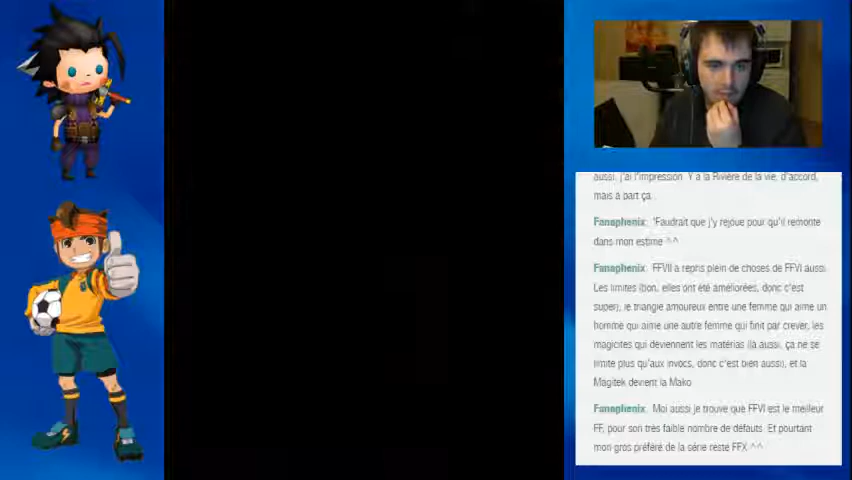 aussi, j'ai l'impression. Y a la Rivière de la vie, d'accord,
mais à part ça...
Fanaphenix: 'Faudrait que j'y rejoue pour qu'il remonte
dans mon estime ^^
Fanaphenix: FFVII a repris plein de choses de FFVI aussi.
Les limites (bon, elles ont été améliorées, donc c'est
super), le triangle amoureux entre une femme qui aime un
homme qui aime une autre femme qui finit par crever, les
magicites qui deviennent les matérias (là aussi, ça ne se
limite plus qu'aux invocs, donc c'est bien aussi), et la
Magitek devient la Mako
Fanaphenix: Moi aussi je trouve que FFVI est le meilleur
FF, pour son très faible nombre de défauts. Et pourtant
mon gros préféré de la série reste FFX ^^